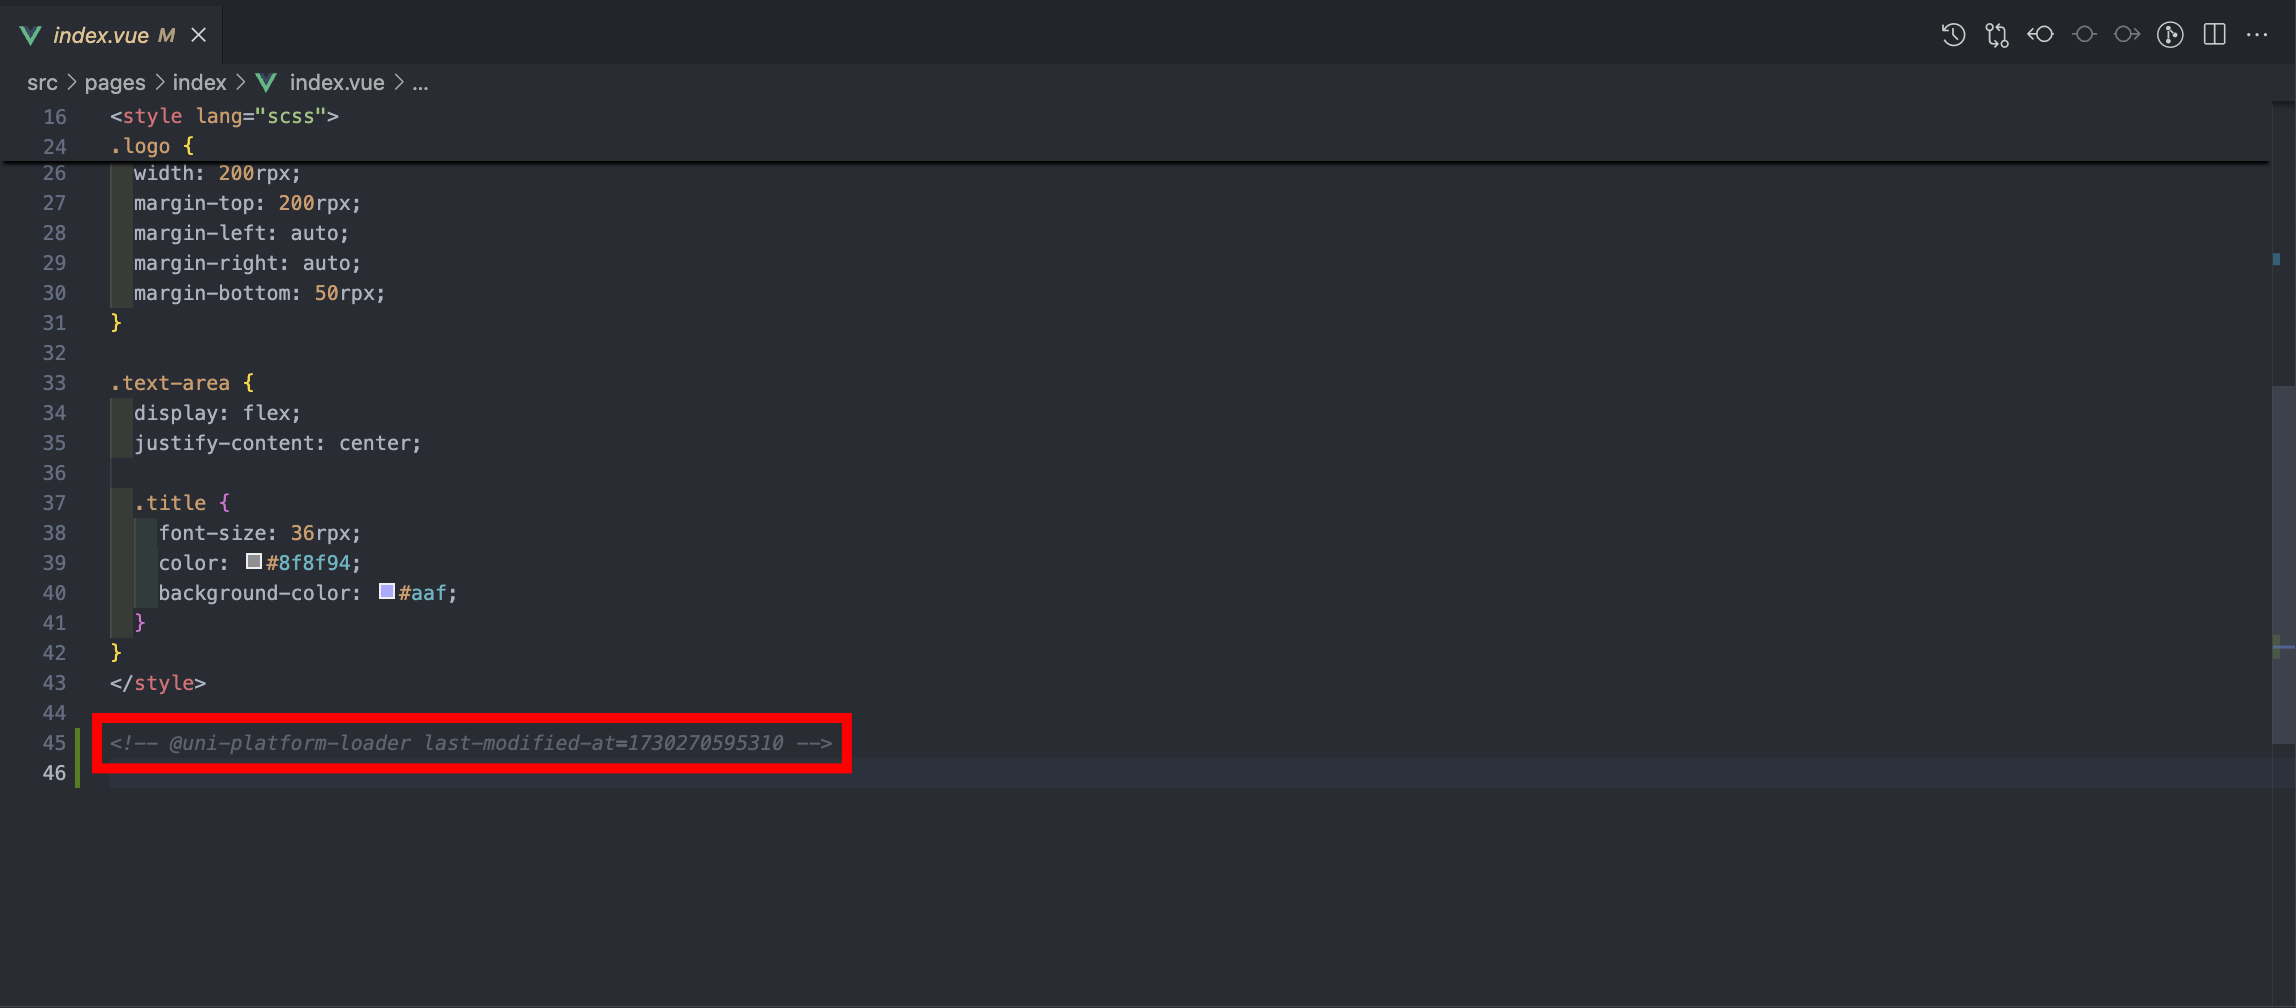 index.vue M
src > pages > index > index.vue > ...
16 <style lang="scss">
24 .logo {
26 width: 200rpx;
27 margin-top: 200rpx;
28 margin-left: auto;
29 margin-right: auto;
30 margin-bottom: 50rpx;
31 }
32
33 .text-area {
34 display: flex;
35 justify-content: center;
36
37 .title {
38 font-size: 36rpx;
39 color: #8f8f94;
40 background-color: #aaf;
41 }
42 }
43 </style>
44
45 <!-- @uni-platform-loader last-modified-at=1730270595310 -->
46